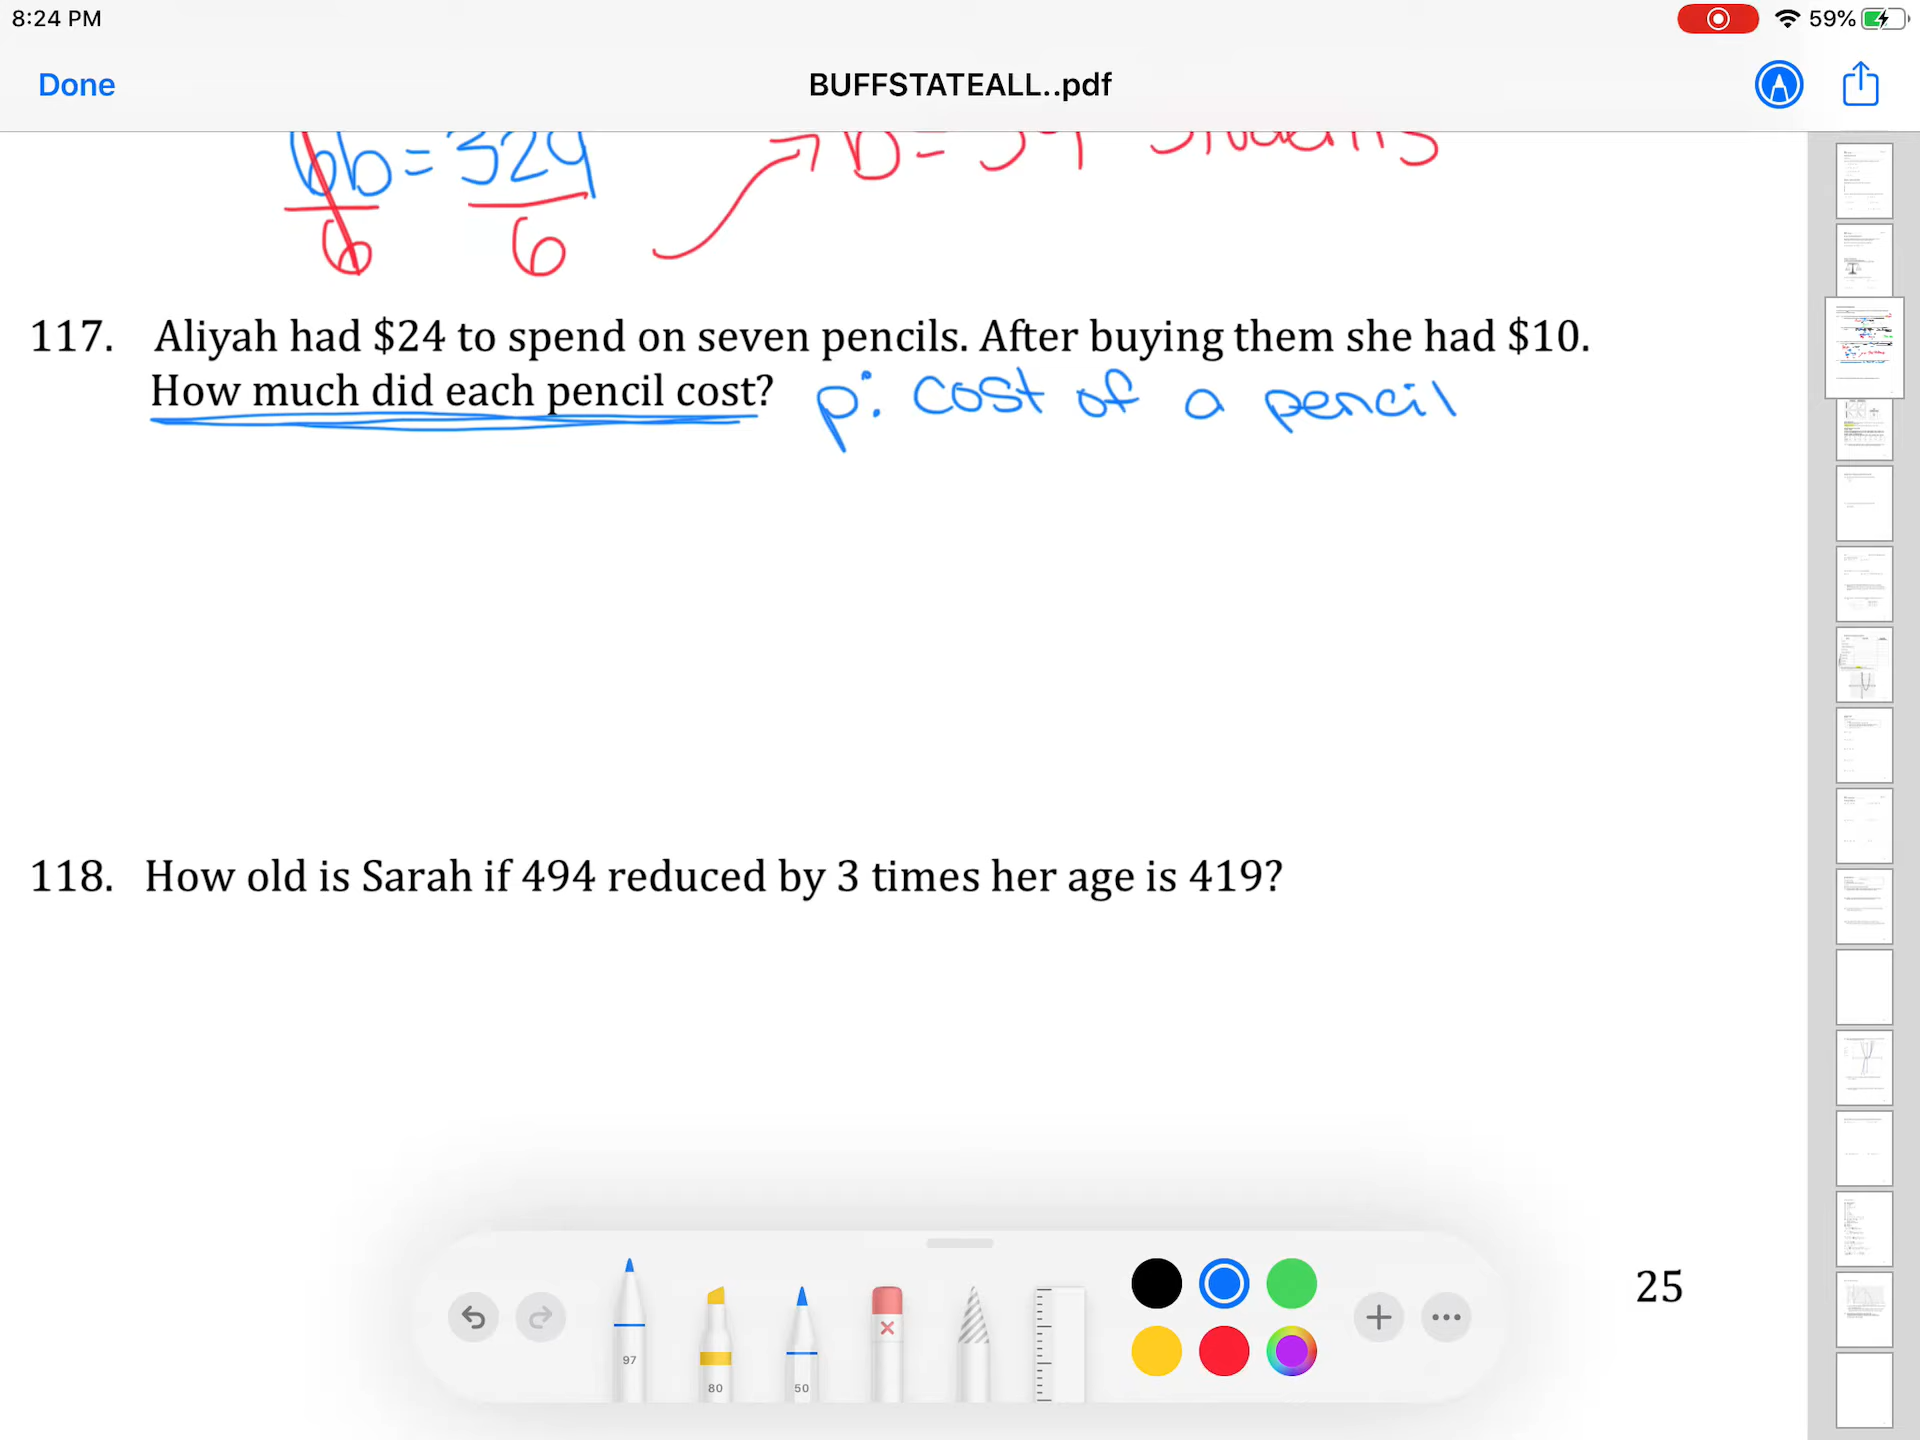 8:24 PM
59%
Done
BUFFSTATEALL..pdf
6b = 324
6 6
117. Aliyah had $24 to spend on seven pencils. After buying them she had $10.
How much did each pencil cost? p: cost of a pencil
118. How old is Sarah if 494 reduced by 3 times her age is 419?
25
97
80
50